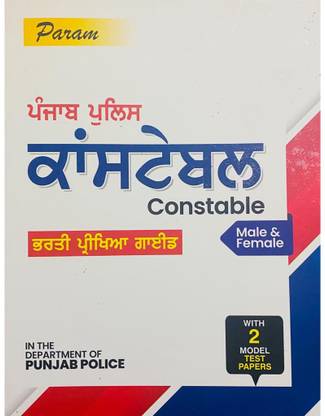 Param
ਪੰਜਾਬ ਪੁਲਿਸ
ਕਾਂਸਟੇਬਲ
Constable
Male &
Female
ਭਰਤੀ ਪ੍ਰੀਖਿਆ ਗਾਈਡ
IN THE
DEPARTMENT OF
PUNJAB POLICE
WITH
2
MODEL
TEST
PAPERS